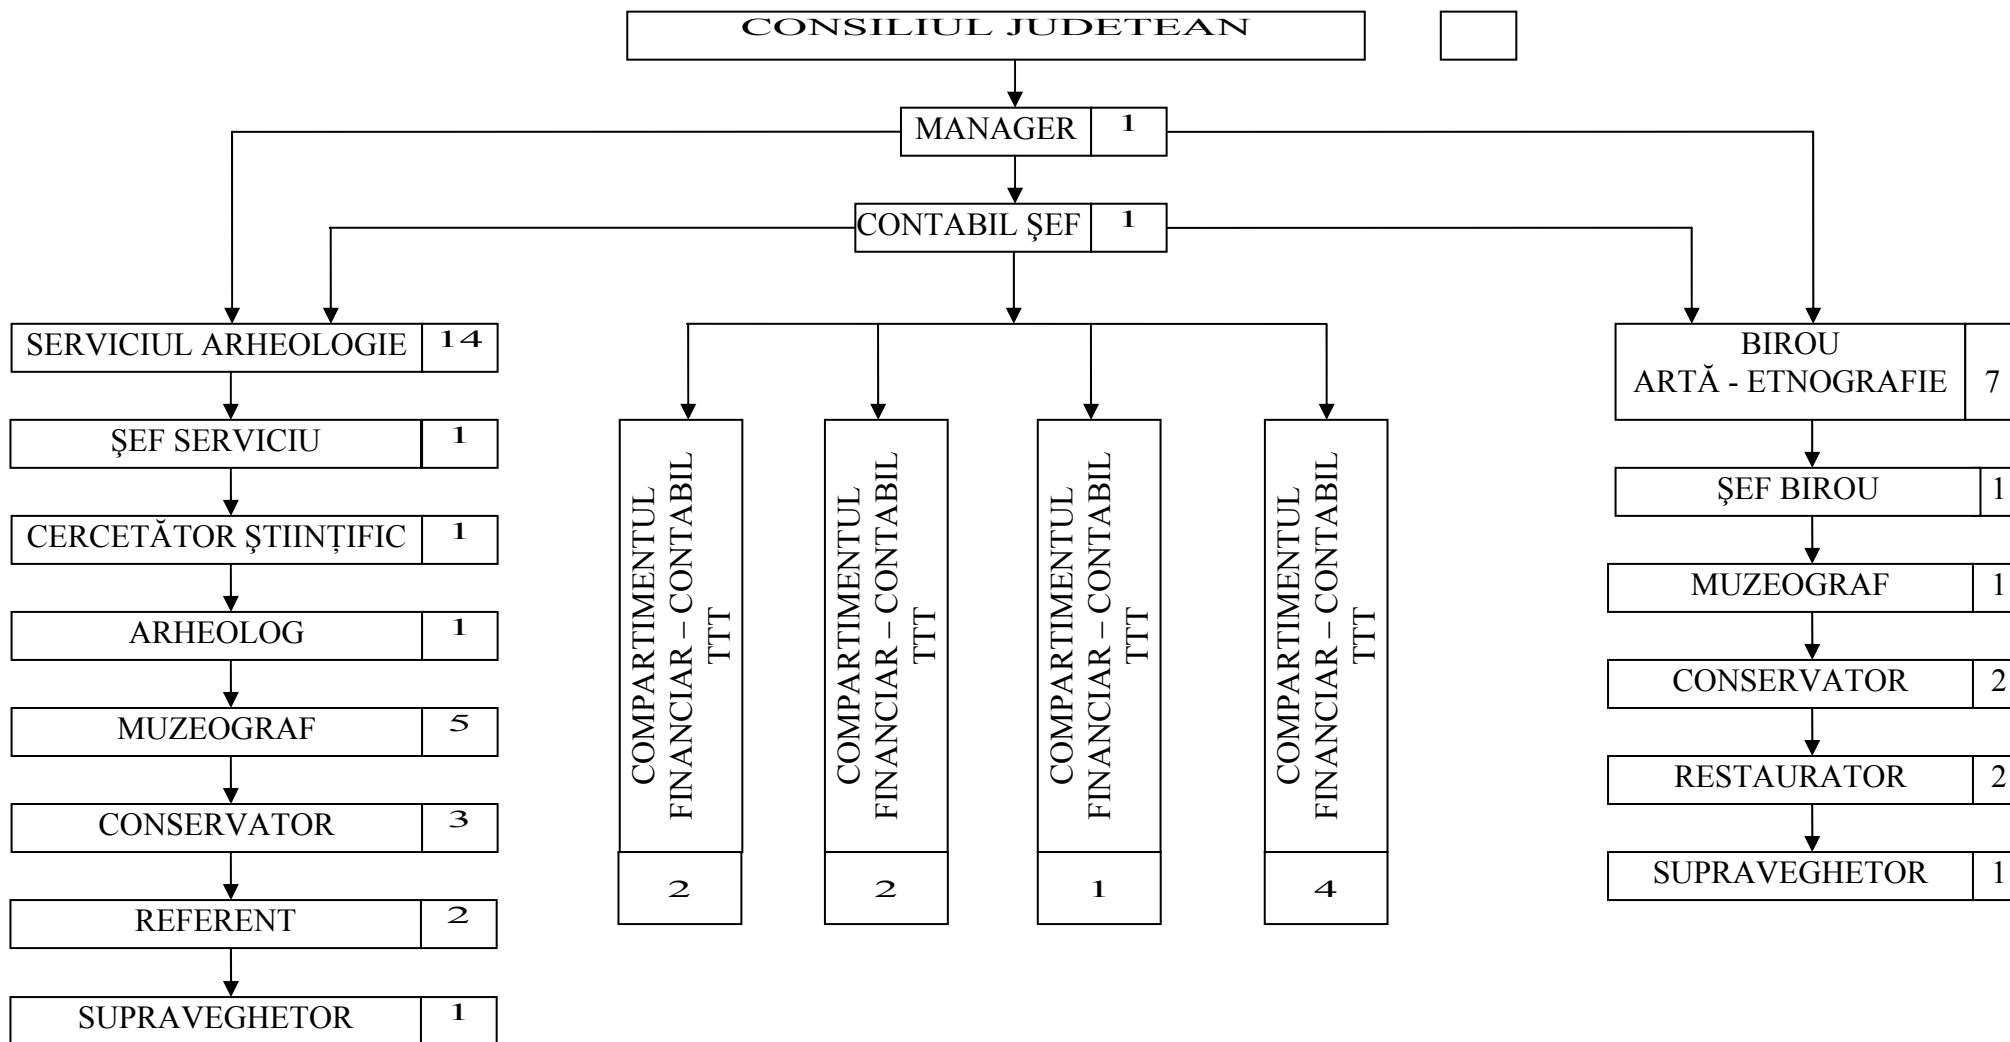 CONSILIUL JUDETEAN
MANAGER 1
CONTABIL ŞEF 1
SERVICIUL ARHEOLOGIE 14
ŞEF SERVICIU 1
CERCETĂTOR ŞTIINŢIFIC 1
ARHEOLOG 1
MUZEOGRAF 5
CONSERVATOR 3
REFERENT 2
SUPRAVEGHETOR 1
COMPARTIMENTUL
FINANCIAR – CONTABIL
TTT
2
COMPARTIMENTUL
FINANCIAR – CONTABIL
TTT
2
COMPARTIMENTUL
FINANCIAR – CONTABIL
TTT
1
COMPARTIMENTUL
FINANCIAR – CONTABIL
TTT
4
BIROU
ARTĂ - ETNOGRAFIE 7
ŞEF BIROU 1
MUZEOGRAF 1
CONSERVATOR 2
RESTAURATOR 2
SUPRAVEGHETOR 1